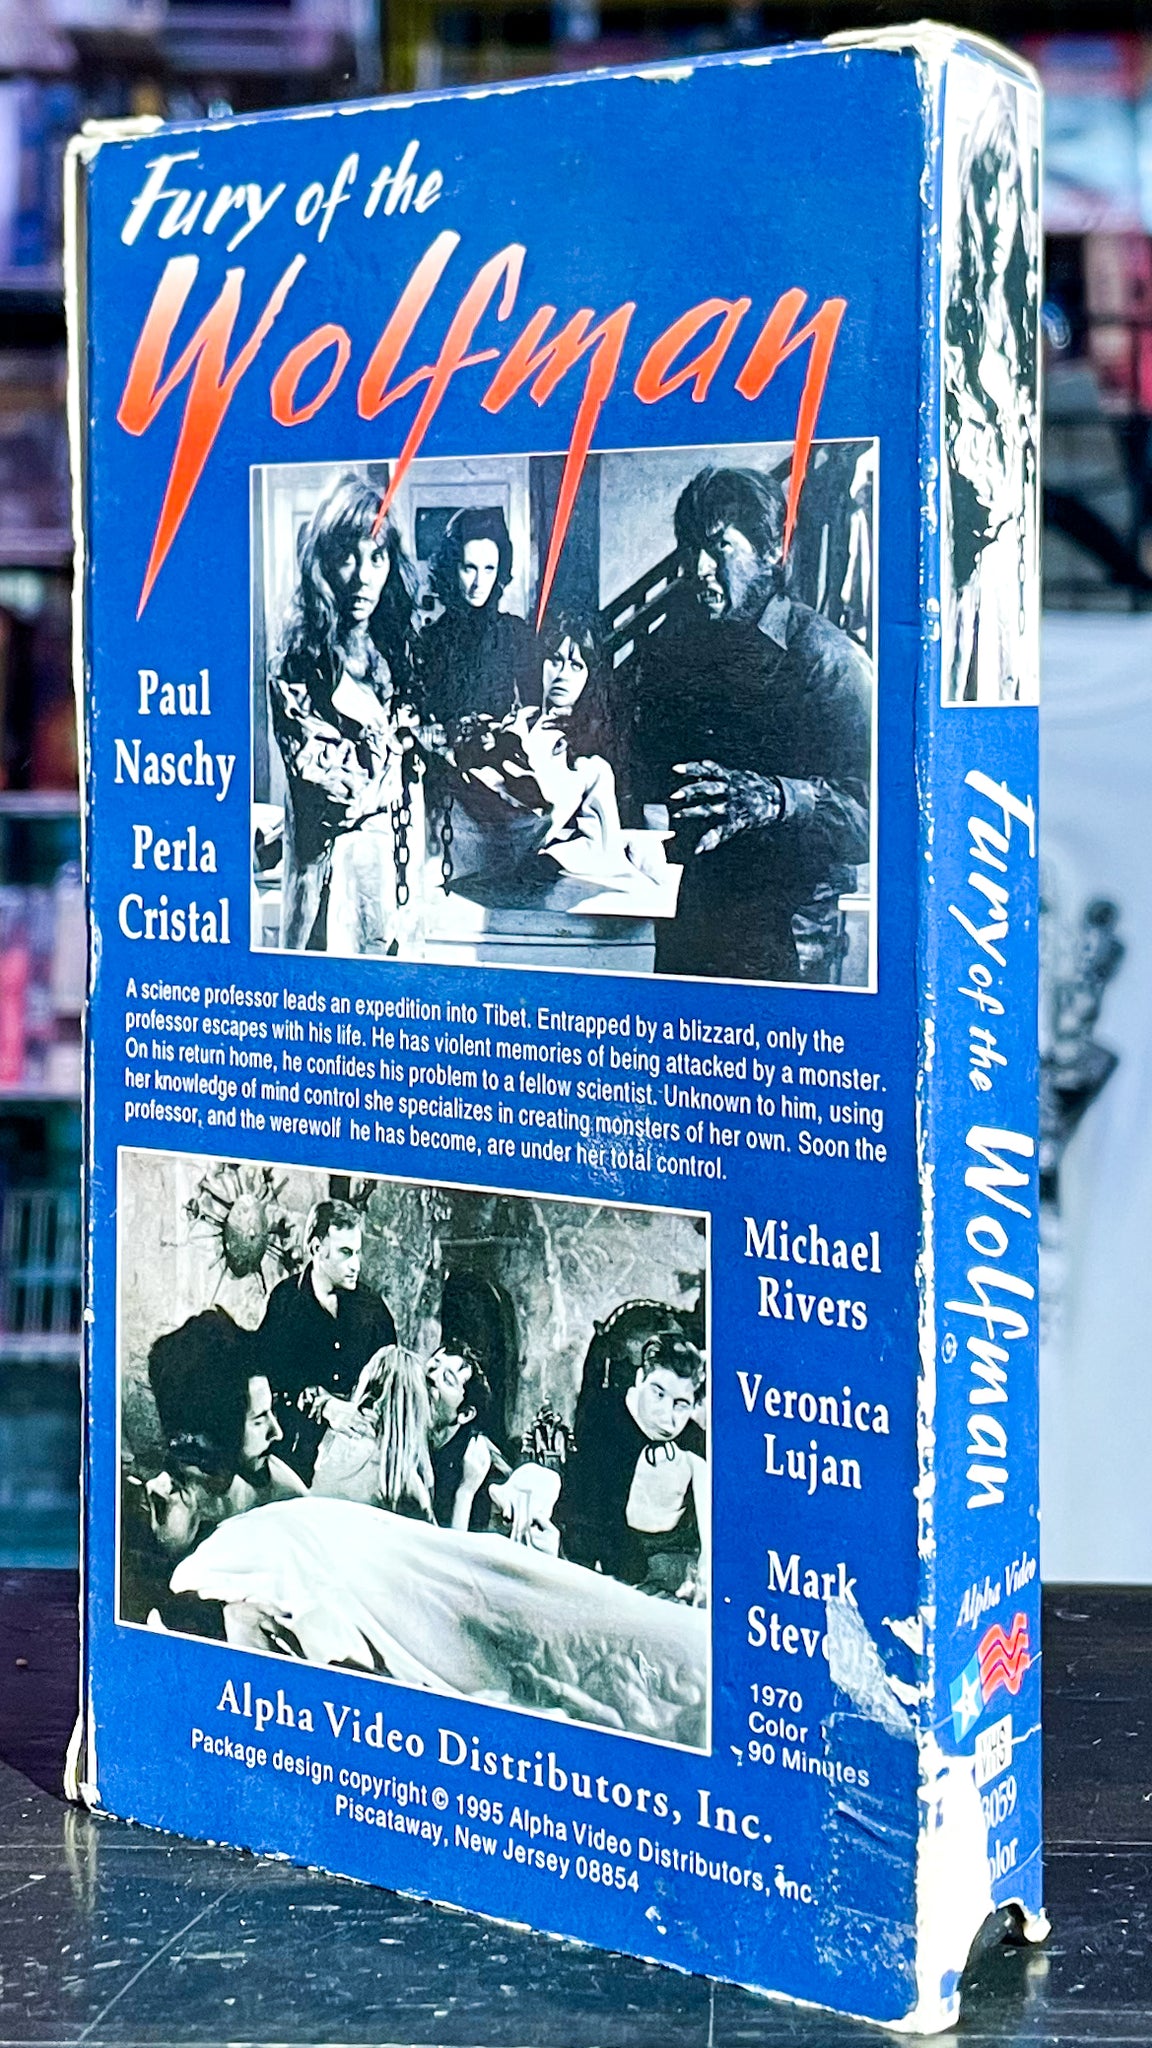 Fury of the
Wolfman
Paul
Naschy
Perla
Cristal
A science professor leads an expedition into Tibet. Entrapped by a blizzard, only the
professor escapes with his life. He has violent memories of being attacked by a monster.
On his return home, he confides his problem to a fellow scientist. Unknown to him, using
her knowledge of mind control she specializes in creating monsters of her own. Soon the
professor, and the werewolf he has become, are under her total control.
Michael
Rivers
Veronica
Lujan
Mark
Stevens
1970
Color
90 Minutes
Alpha Video Distributors, Inc.
Package design copyright © 1995 Alpha Video Distributors, Inc.
Piscataway, New Jersey 08854
Fury of the Wolfman
Alpha Video
VHS